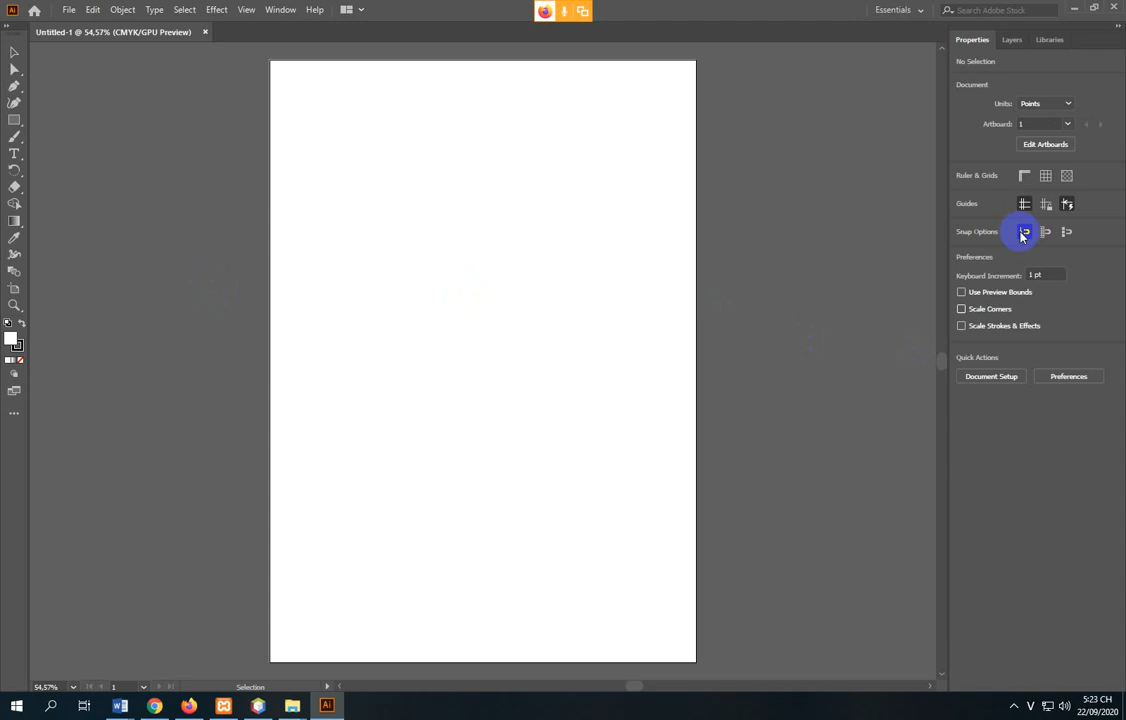 Ai File Edit Object Type Select Effect View Window Help Essentials Search Adobe Stock
Untitled-1 @ 54,57% (CMYK/GPU Preview)
Properties Layers Libraries
No Selection
Document
Units: Points
Artboard: 1
Edit Artboards
Ruler & Grids
Guides
Snap Options
Preferences
Keyboard Increment: 1 pt
Use Preview Bounds
Scale Corners
Scale Strokes & Effects
Quick Actions
Document Setup Preferences
54,57% 1 Selection
Ai V 5:23 CH
22/09/2020